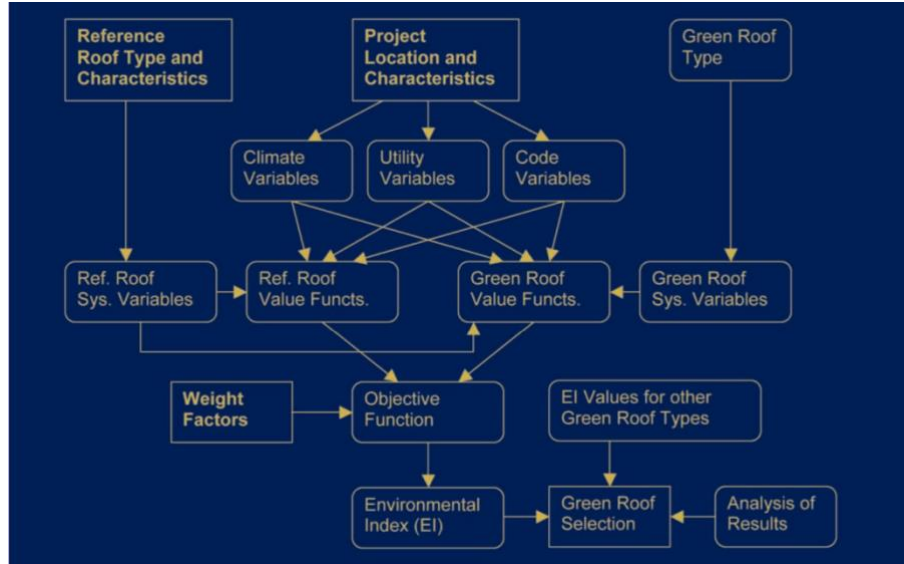 Reference
Roof Type and
Characteristics
Project
Location and
Characteristics
Green Roof
Type
Climate
Variables
Utility
Variables
Code
Variables
Ref. Roof
Sys. Variables
Ref. Roof
Value Functs.
Green Roof
Value Functs.
Green Roof
Sys. Variables
Weight
Factors
Objective
Function
EI Values for other
Green Roof Types
Environmental
Index (EI)
Green Roof
Selection
Analysis of
Results